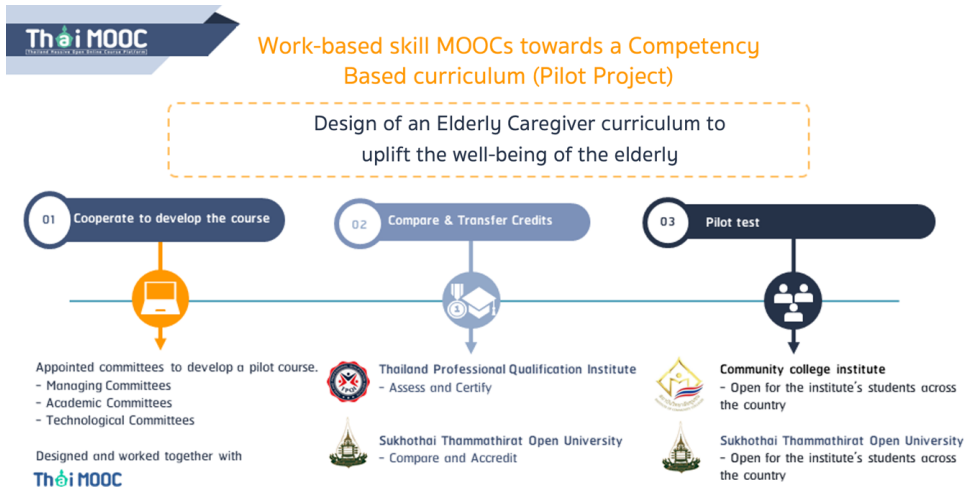 Thai MOOC
(Thailand Massive Open Online Course Platform)
Work-based skill MOOCs towards a Competency
Based curriculum (Pilot Project)
Design of an Elderly Caregiver curriculum to
uplift the well-being of the elderly
01
Cooperate to develop the course
Appointed committees to develop a pilot course.
- Managing Committees
- Academic Committees
- Technological Committees
Designed and worked together with
Thai MOOC
02
Compare & Transfer Credits
1
TPQI
Thailand Professional Qualification Institute
- Assess and Certify
Sukhothai Thammathirat Open University
- Compare and Accredit
03
Pilot test
Community college institute
- Open for the institute's students across
the country
Sukhothai Thammathirat Open University
- Open for the institute's students across
the country